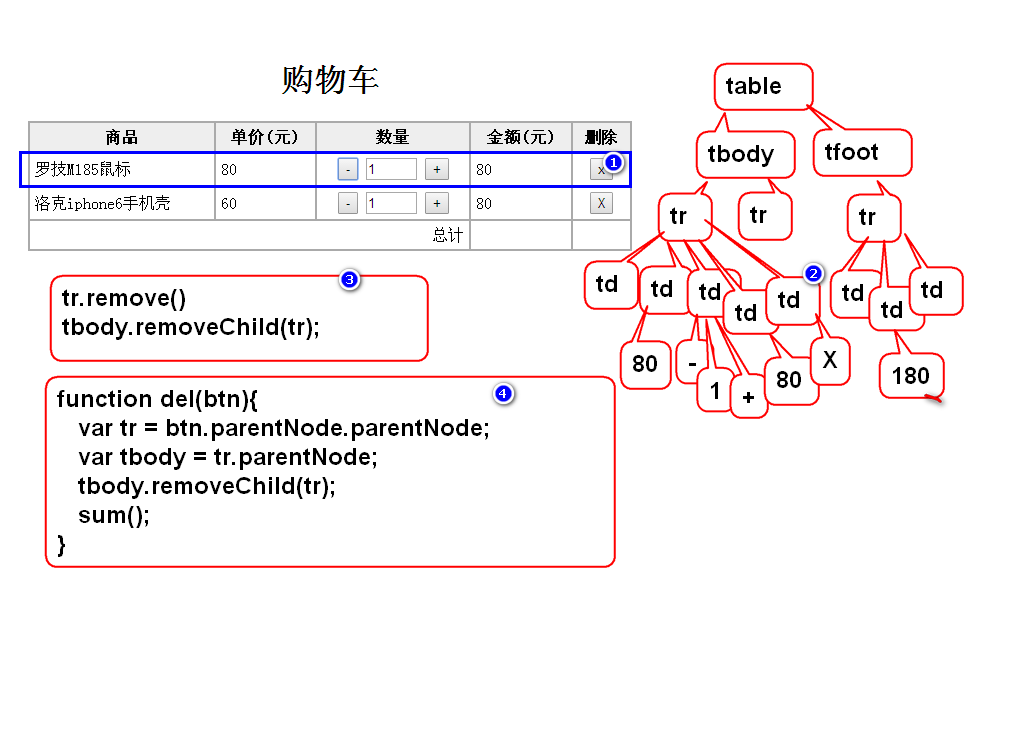 购物车
商品 单价(元) 数量 金额(元) 删除
罗技M185鼠标 80 - 1 + 80 x 1
洛克iphone6手机壳 60 - 1 + 80 X
总计
3
tr.remove()
tbody.removeChild(tr);
4
function del(btn){
var tr = btn.parentNode.parentNode;
var tbody = tr.parentNode;
tbody.removeChild(tr);
sum();
}
table
tbody tfoot
tr tr tr
2
td td td td td td td td
80 - 1 + 80 X 180